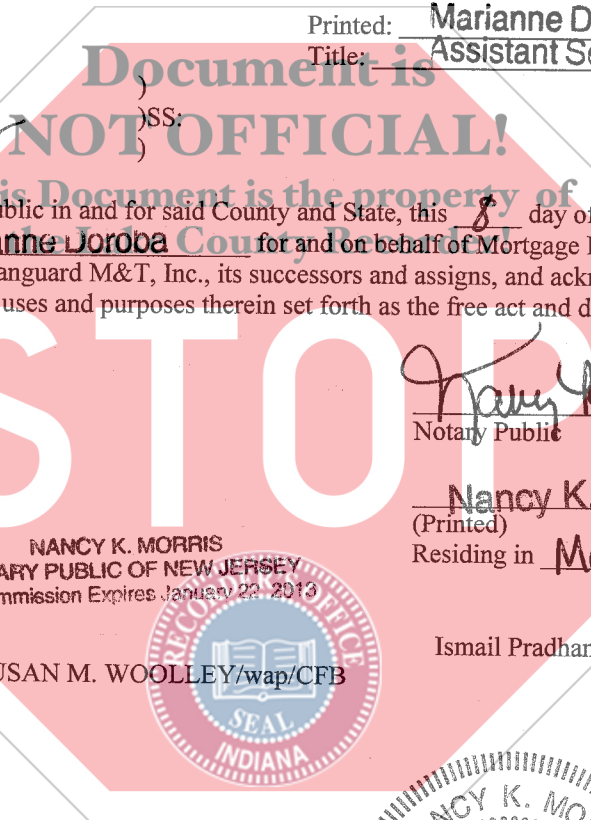 Printed: Marianne D
Title: Assistant Se
Document is
)
)SS:
)
NOT OFFICIAL!
is Document is the property of
the Lake County Recorder!
blic in and for said County and State, this 8 day of
anne Doroba for and on behalf of Mortgage
anguard M&T, Inc., its successors and assigns, and ackn
uses and purposes therein set forth as the free act and d
STOP
Nancy
Notary Public
Nancy K.
(Printed)
Residing in M
NANCY K. MORRIS
ARY PUBLIC OF NEW JERSEY
mmission Expires January 22 2013
Ismail Pradhan
USAN M. WOOLLEY/wap/CFB
RECORDER'S OFFICE
SEAL
INDIANA
NCY K. MO